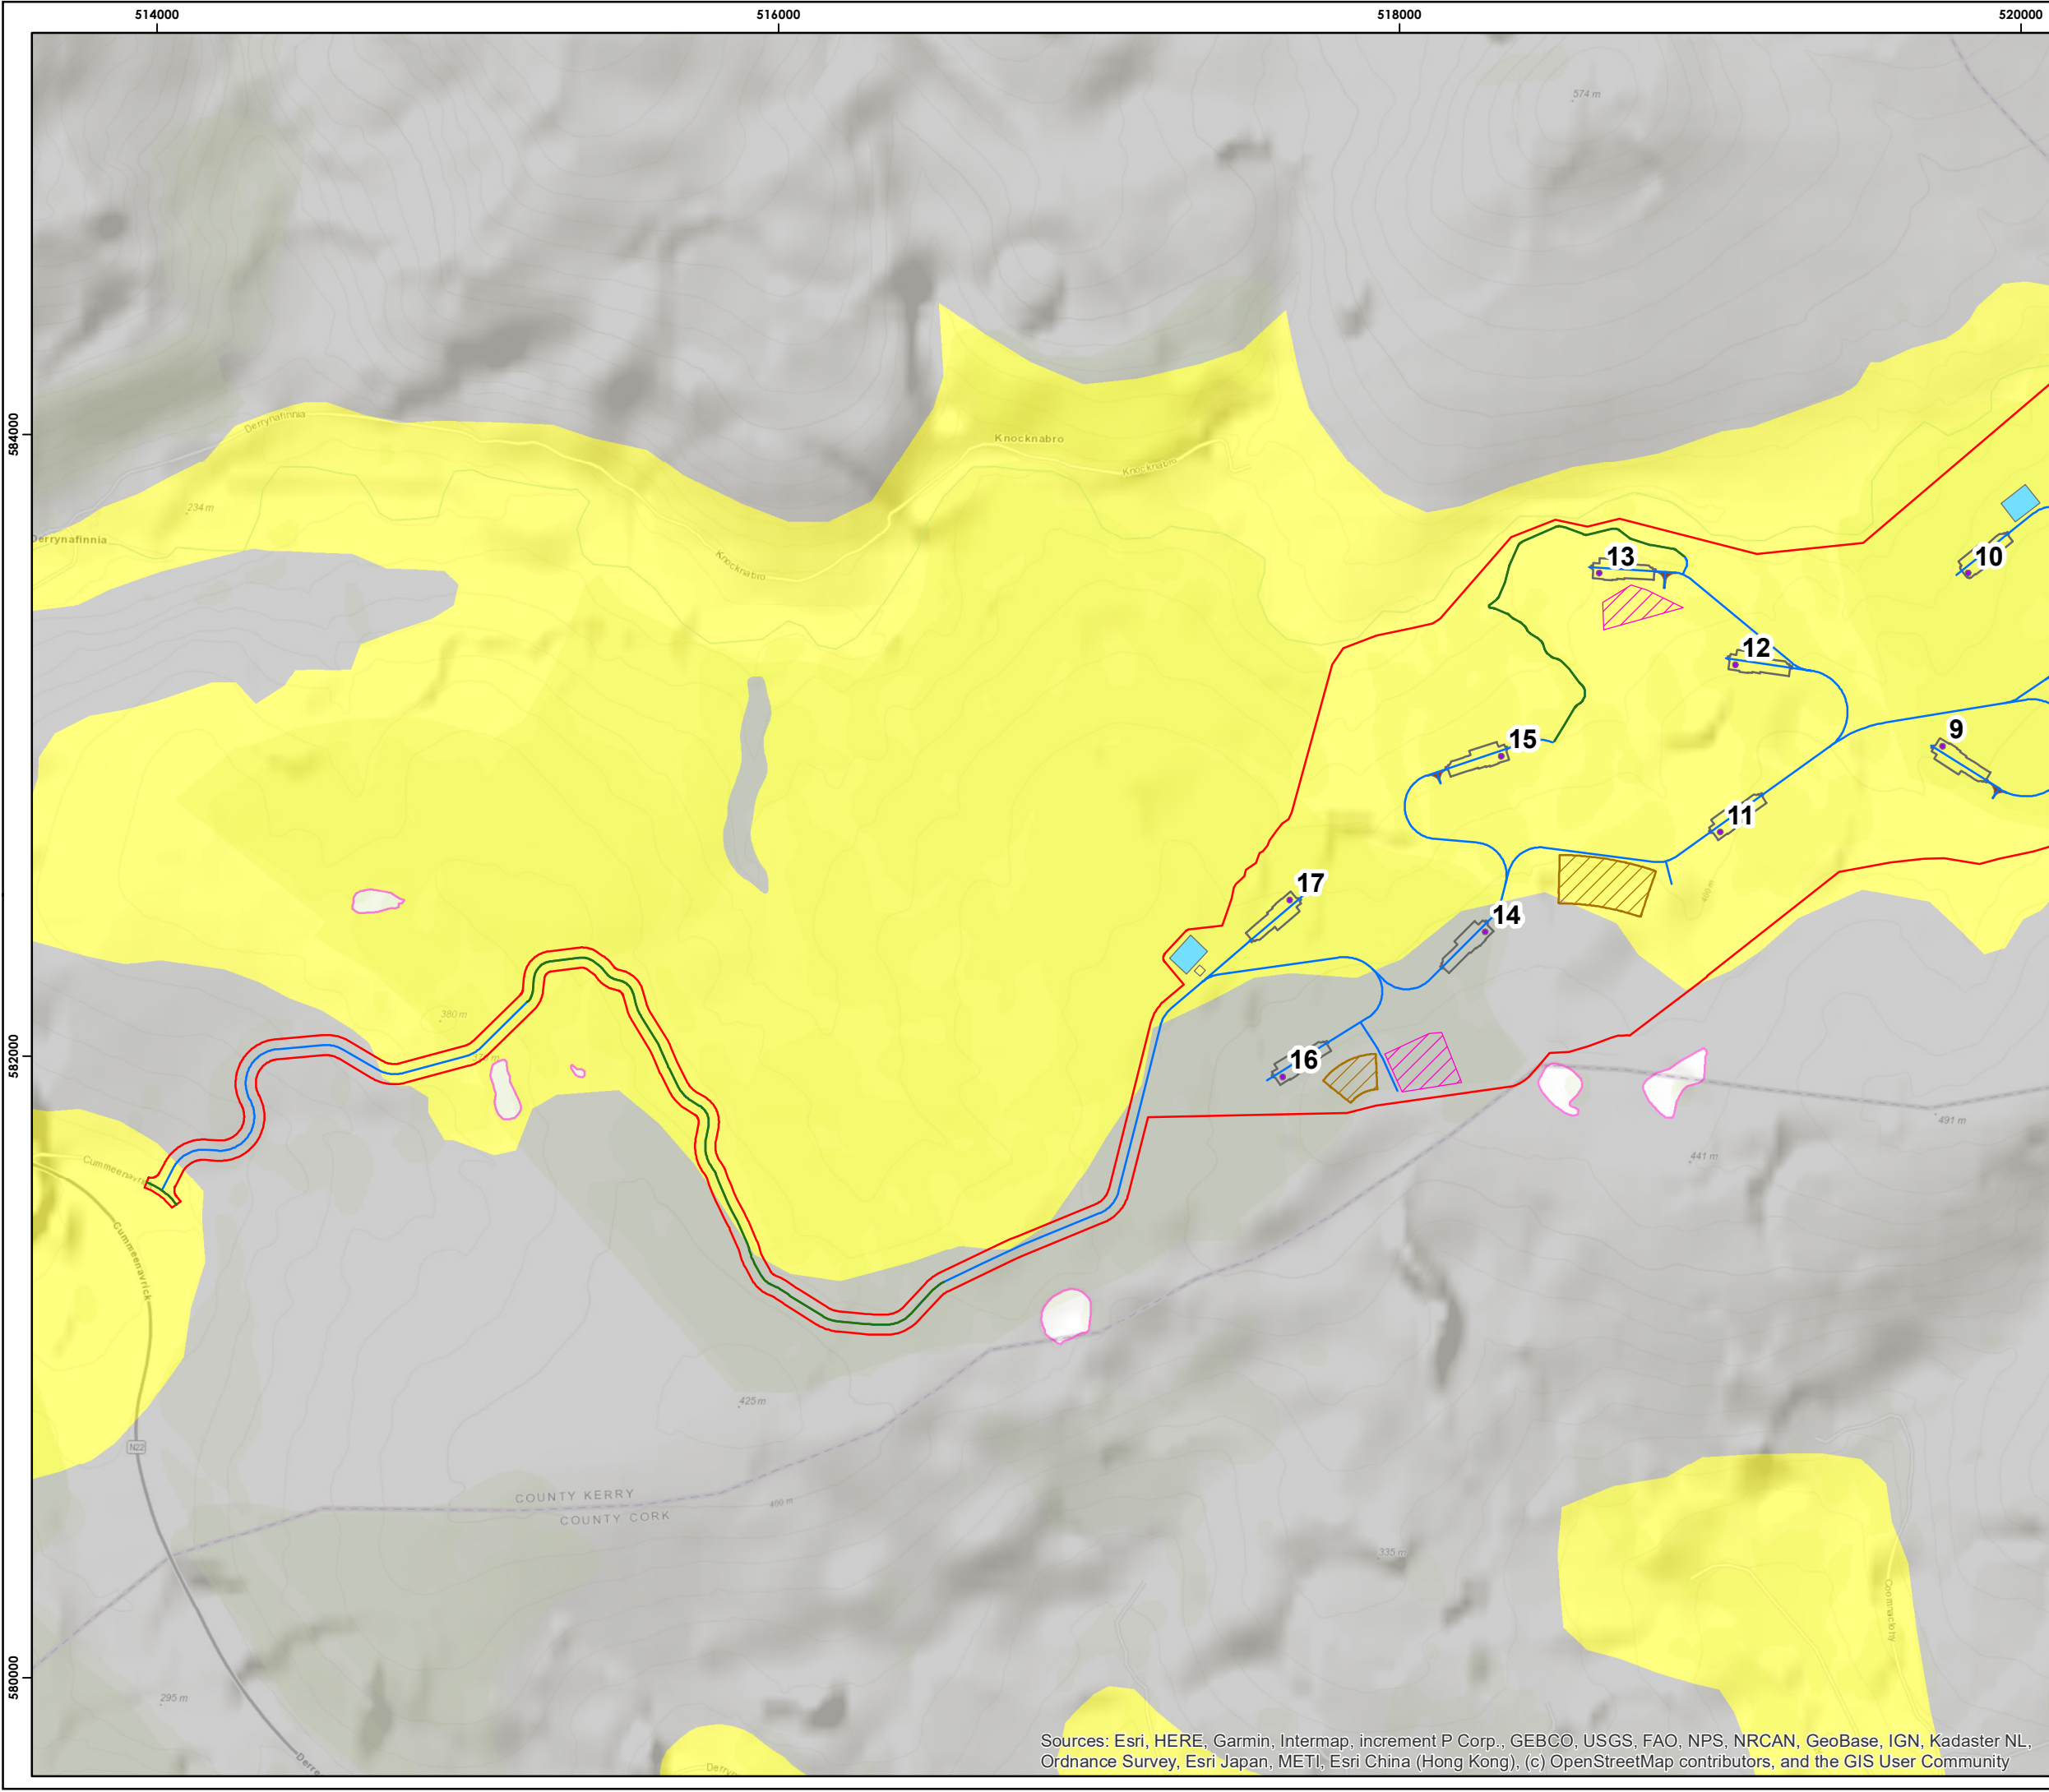 514000 516000 518000 520000
574 m
584000
Derrynafinnia
Knocknabro
Knocknabro
234 m
Derrynafinnia
Knocknabro
13
10
12
15
9
11
400 m
17
14
380 m
582000
16
491 m
441 m
Cummeenavrick
425 m
N22
COUNTY KERRY
COUNTY CORK
400 m
335 m
580000
295 m
Sources: Esri, HERE, Garmin, Intermap, increment P Corp., GEBCO, USGS, FAO, NPS, NRCAN, GeoBase, IGN, Kadaster NL,
Ordnance Survey, Esri Japan, METI, Esri China (Hong Kong), (c) OpenStreetMap contributors, and the GIS User Community